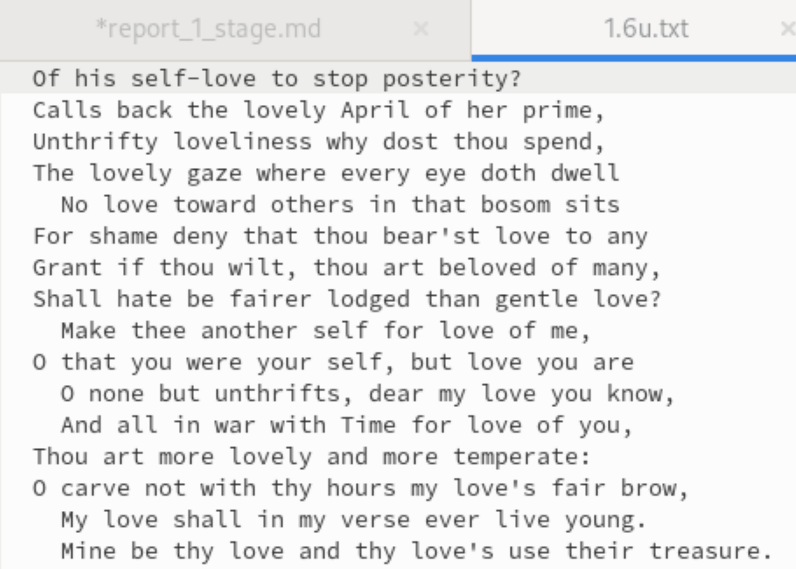 *report_1_stage.md × 1.6u.txt ×
Of his self-love to stop posterity?
Calls back the lovely April of her prime,
Unthrifty loveliness why dost thou spend,
The lovely gaze where every eye doth dwell
  No love toward others in that bosom sits
For shame deny that thou bear'st love to any
Grant if thou wilt, thou art beloved of many,
Shall hate be fairer lodged than gentle love?
  Make thee another self for love of me,
O that you were your self, but love you are
  O none but unthrifts, dear my love you know,
  And all in war with Time for love of you,
Thou art more lovely and more temperate:
O carve not with thy hours my love's fair brow,
  My love shall in my verse ever live young.
  Mine be thy love and thy love's use their treasure.